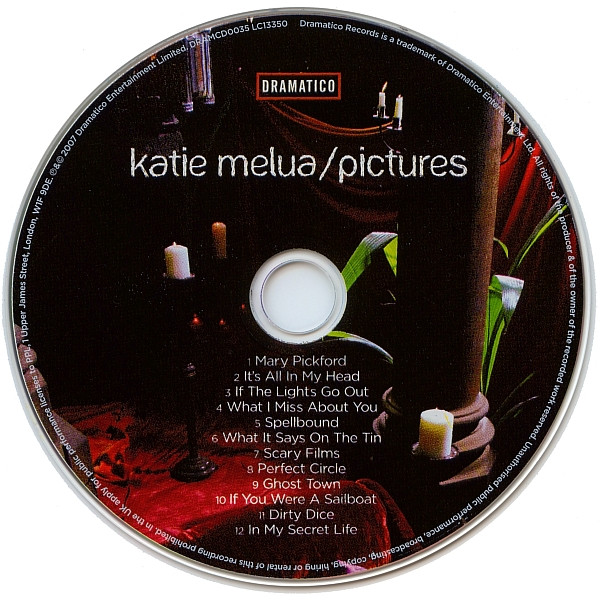 DRAMATICO
katie melua/pictures
1 Mary Pickford
2 It's All In My Head
3 If The Lights Go Out
4 What I Miss About You
5 Spellbound
6 What It Says On The Tin
7 Scary Films
8 Perfect Circle
9 Ghost Town
10 If You Were A Sailboat
11 Dirty Dice
12 In My Secret Life
℗&© 2007 Dramatico Entertainment Limited. DRAMCD0035 LC13350
Dramatico Records is a trademark of Dramatico Entertainment Ltd. All rights of the producer & of the owner of the recorded work reserved. Unauthorised public performance, broadcasting, copying, hiring or rental of this recording prohibited. In the UK apply for public performance licenses to PPL, 1 Upper James Street, London, W1F 9DE.